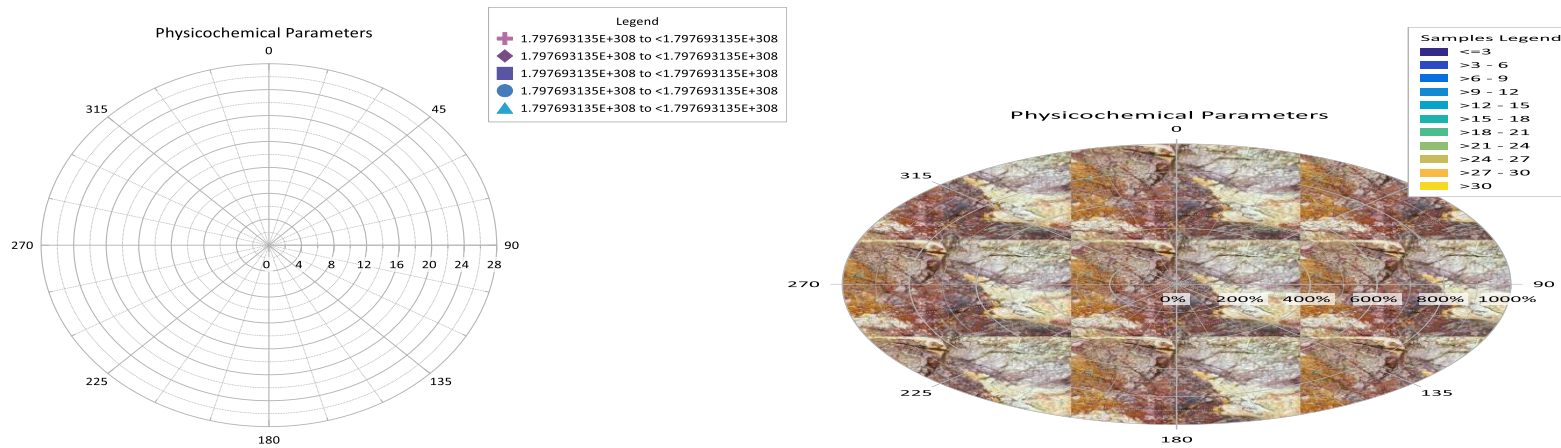 Physicochemical Parameters
0
45
90
135
180
225
270
315
0 4 8 12 16 20 24 28
Legend
1.797693135E+308 to <1.797693135E+308
1.797693135E+308 to <1.797693135E+308
1.797693135E+308 to <1.797693135E+308
1.797693135E+308 to <1.797693135E+308
1.797693135E+308 to <1.797693135E+308
Physicochemical Parameters
0
90
135
180
225
270
315
0% 200% 400% 600% 800% 1000%
Samples Legend
<=3
>3 - 6
>6 - 9
>9 - 12
>12 - 15
>15 - 18
>18 - 21
>21 - 24
>24 - 27
>27 - 30
>30